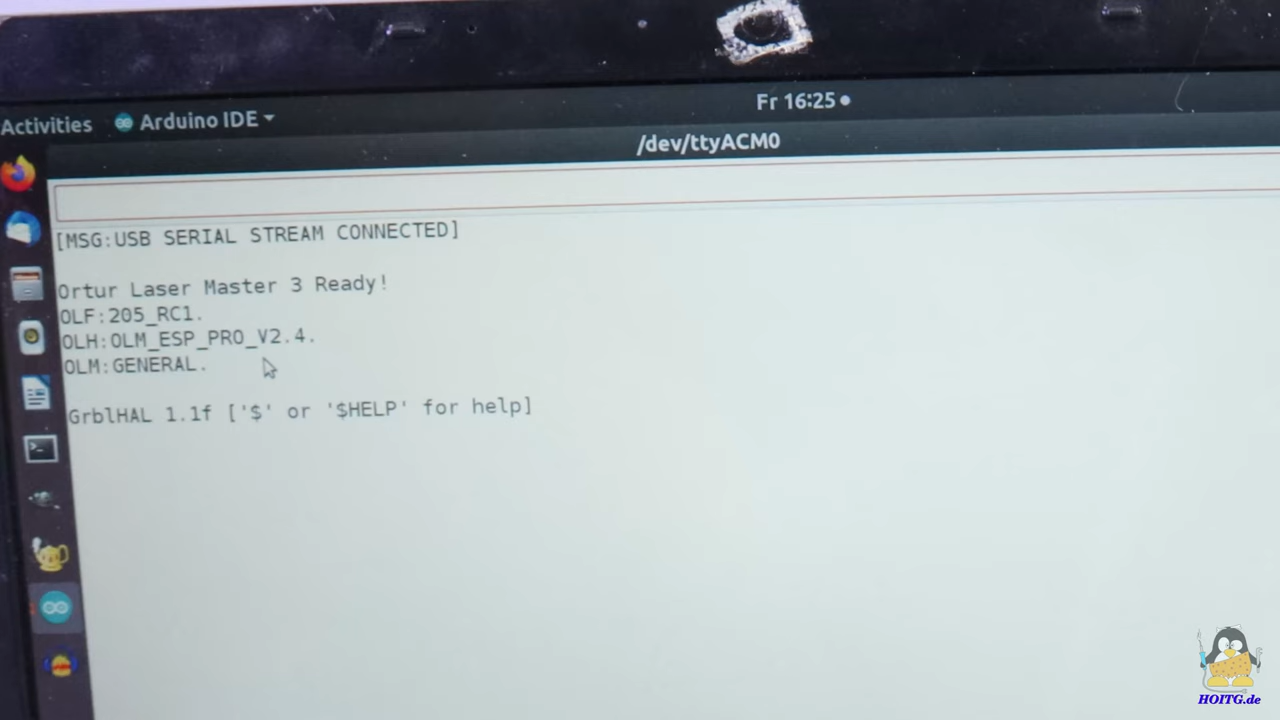 Activities Arduino IDE Fr 16:25
/dev/ttyACM0
[MSG:USB SERIAL STREAM CONNECTED]
Ortur Laser Master 3 Ready!
OLF:205_RC1.
OLH:OLM_ESP_PRO_V2.4.
OLM:GENERAL.
GrblHAL 1.1f ['$' or '$HELP' for help]
HOITG.de